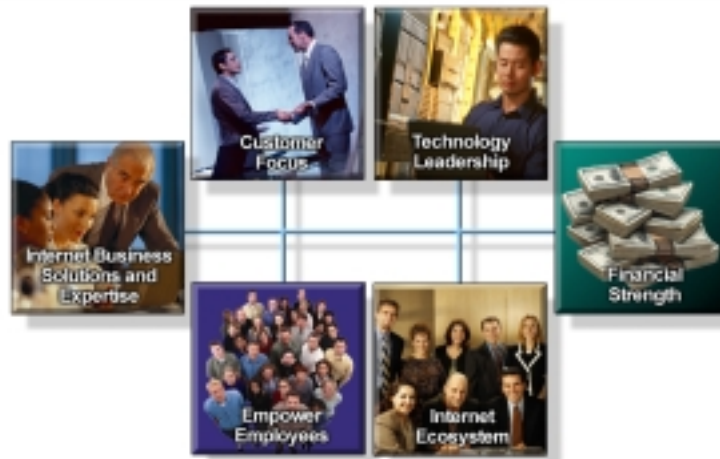 Customer
Focus
Technology
Leadership
Internet Business
Solutions and
Expertise
Financial
Strength
Empower
Employees
Internet
Ecosystem